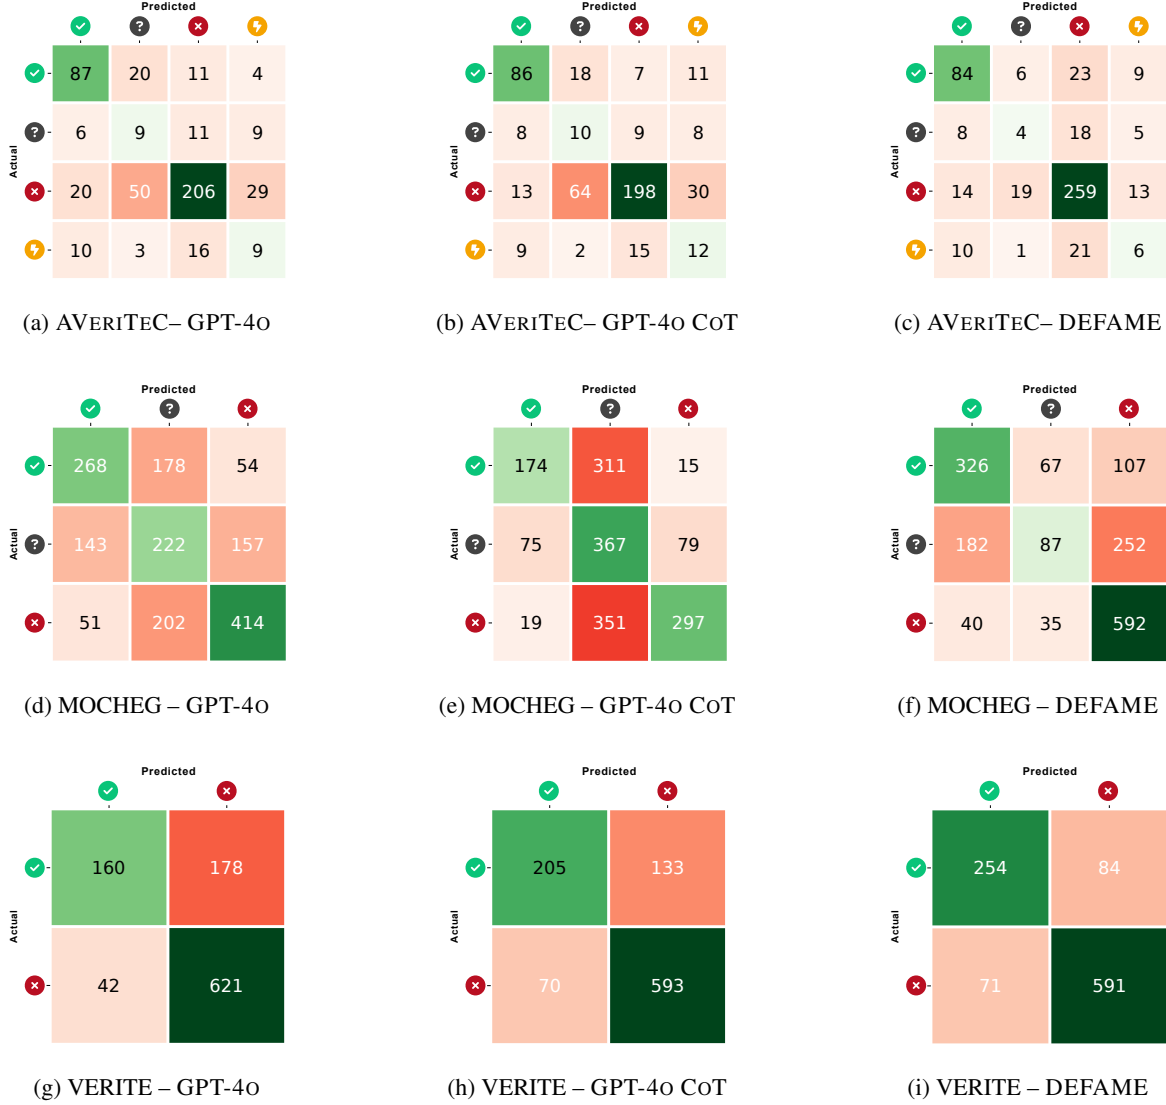 Predicted Predicted Predicted
Actual
87 20 11 4
6 9 11 9
20 50 206 29
10 3 16 9
(a) AVERITEC– GPT-4O
Actual
86 18 7 11
8 10 9 8
13 64 198 30
9 2 15 12
(b) AVERITEC– GPT-4O COT
Actual
84 6 23 9
8 4 18 5
14 19 259 13
10 1 21 6
(c) AVERITEC– DEFAME
Predicted Predicted Predicted
Actual
268 178 54
143 222 157
51 202 414
(d) MOCHEG – GPT-4O
Actual
174 311 15
75 367 79
19 351 297
(e) MOCHEG – GPT-4O COT
Actual
326 67 107
182 87 252
40 35 592
(f) MOCHEG – DEFAME
Predicted Predicted Predicted
Actual
160 178
42 621
(g) VERITE – GPT-4O
Actual
205 133
70 593
(h) VERITE – GPT-4O COT
Actual
254 84
71 591
(i) VERITE – DEFAME